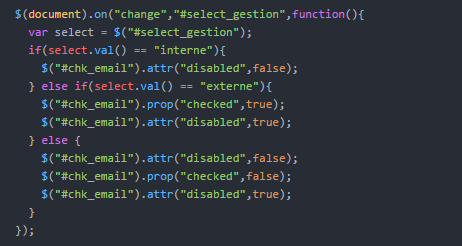 $(document).on("change","#select_gestion",function(){
var select = $("#select_gestion");
if(select.val() == "interne"){
$("#chk_email").attr("disabled",false);
} else if(select.val() == "externe"){
$("#chk_email").prop("checked",true);
$("#chk_email").attr("disabled",true);
} else {
$("#chk_email").attr("disabled",false);
$("#chk_email").prop("checked",false);
$("#chk_email").attr("disabled",true);
}
});